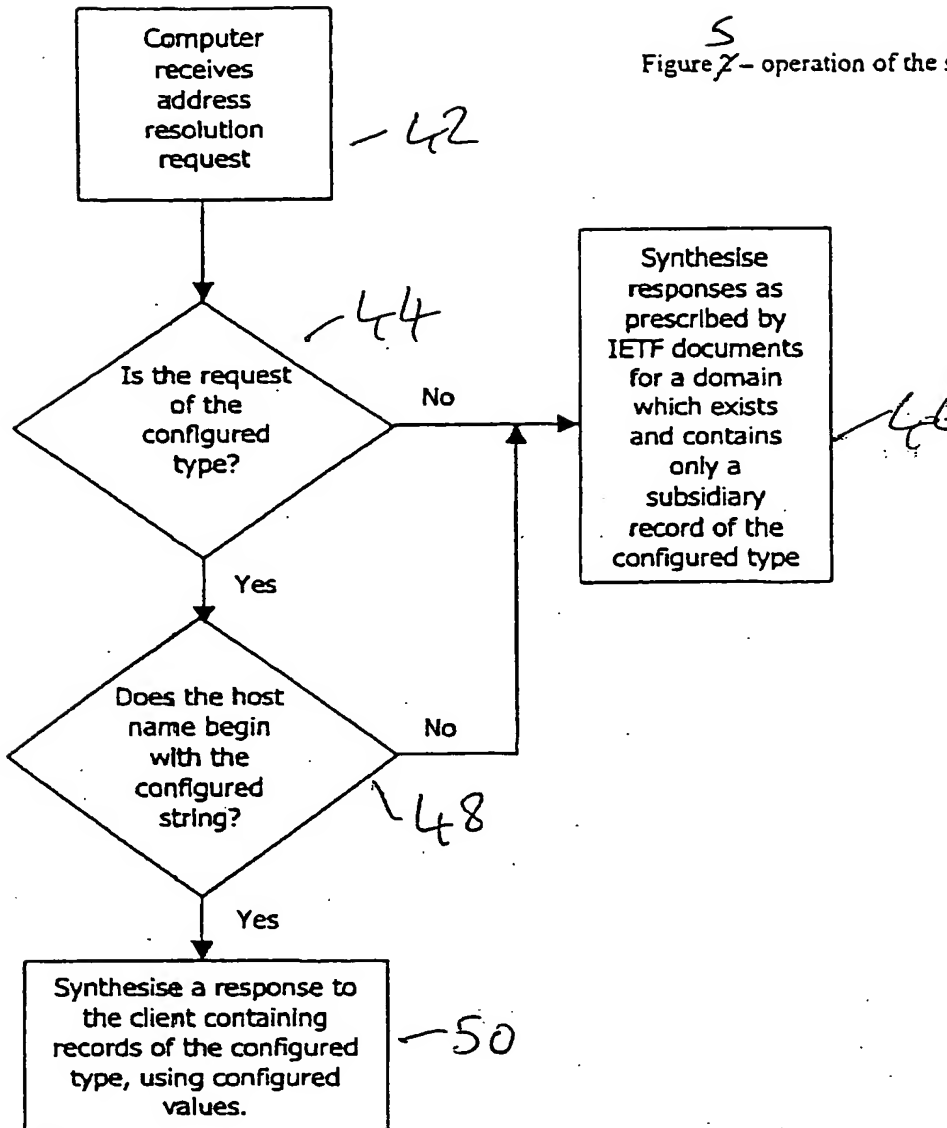 Computer
receives
address
resolution
request
42
5
Figure 2 – operation of the s
44
Is the request
of the
configured
type?
No
Yes
Synthesise
responses as
prescribed by
IETF documents
for a domain
which exists
and contains
only a
subsidiary
record of the
configured type
Does the host
name begin
with the
configured
string?
No
48
Yes
Synthesise a response to
the client containing
records of the configured
type, using configured
values.
50